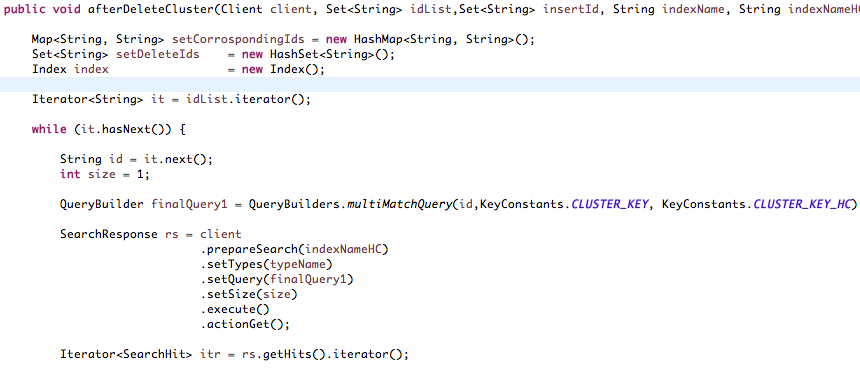 public void afterDeleteCluster(Client client, Set<String> idList,Set<String> insertId, String indexName, String indexNameHC
Map<String, String> setCorrospondingIds = new HashMap<String, String>();
Set<String> setDeleteIds    = new HashSet<String>();
Index index                 = new Index();
Iterator<String> it = idList.iterator();
while (it.hasNext()) {
String id = it.next();
int size = 1;
QueryBuilder finalQuery1 = QueryBuilders.multiMatchQuery(id,KeyConstants.CLUSTER_KEY, KeyConstants.CLUSTER_KEY_HC)
SearchResponse rs = client
.prepareSearch(indexNameHC)
.setTypes(typeName)
.setQuery(finalQuery1)
.setSize(size)
.execute()
.actionGet();
Iterator<SearchHit> itr = rs.getHits().iterator();